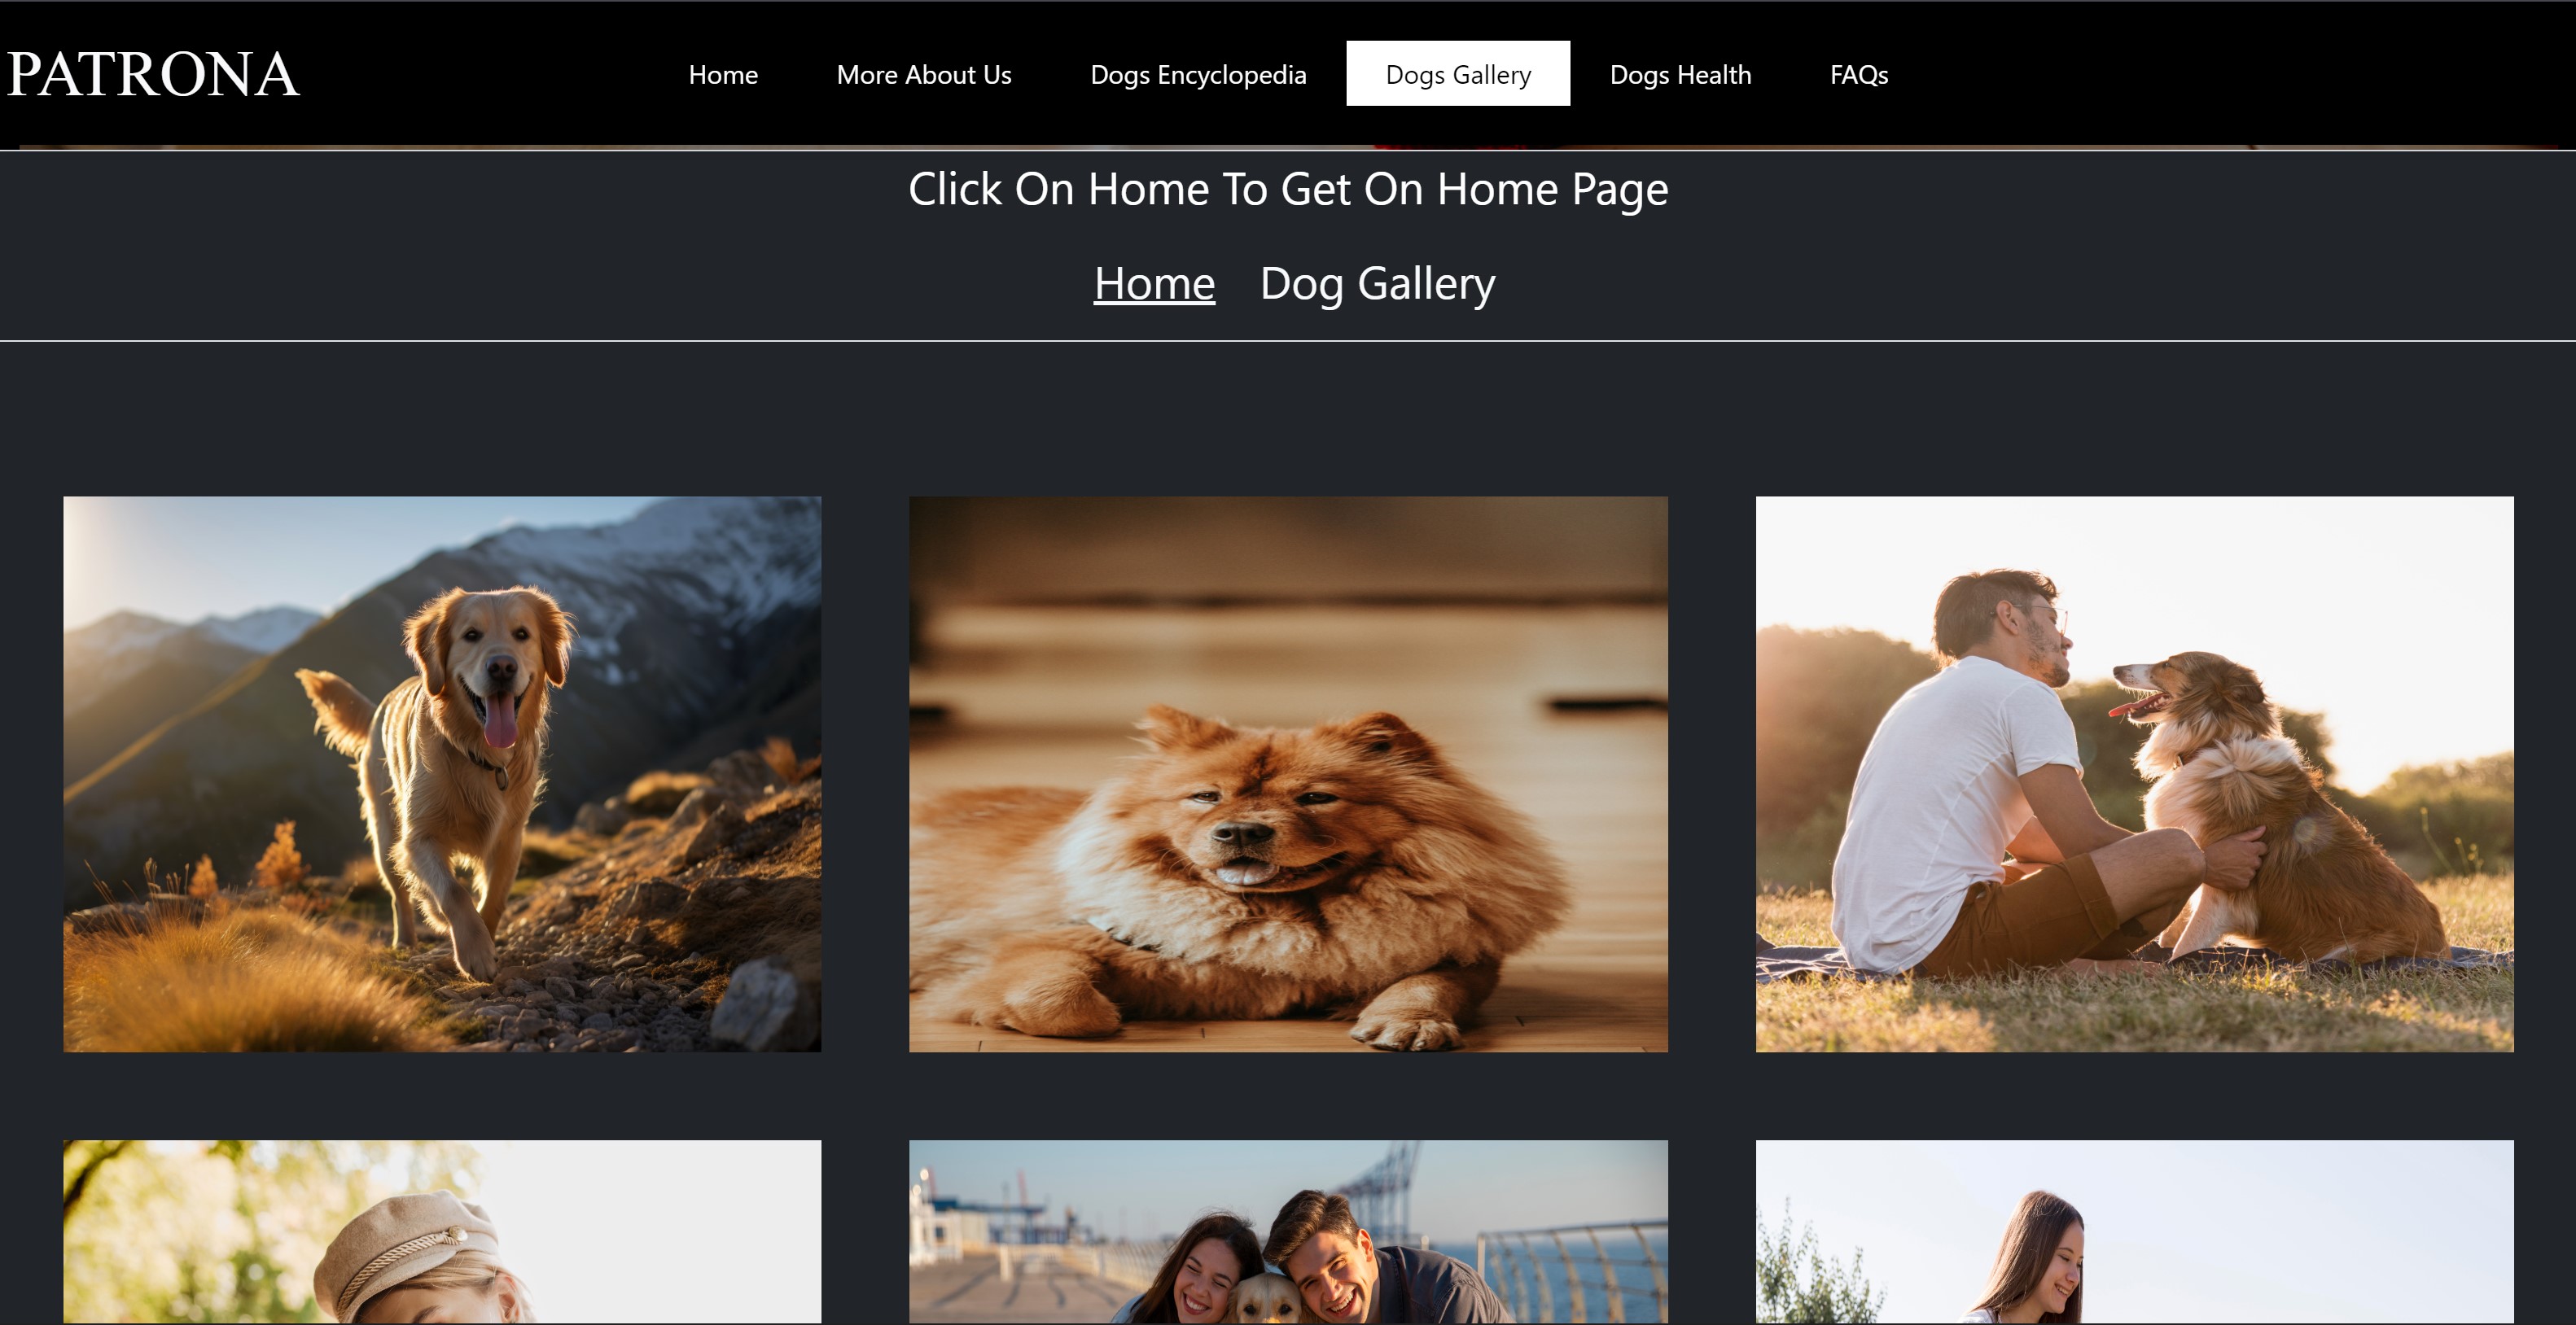 PATRONA
Home More About Us Dogs Encyclopedia Dogs Gallery Dogs Health FAQs
Click On Home To Get On Home Page
Home Dog Gallery